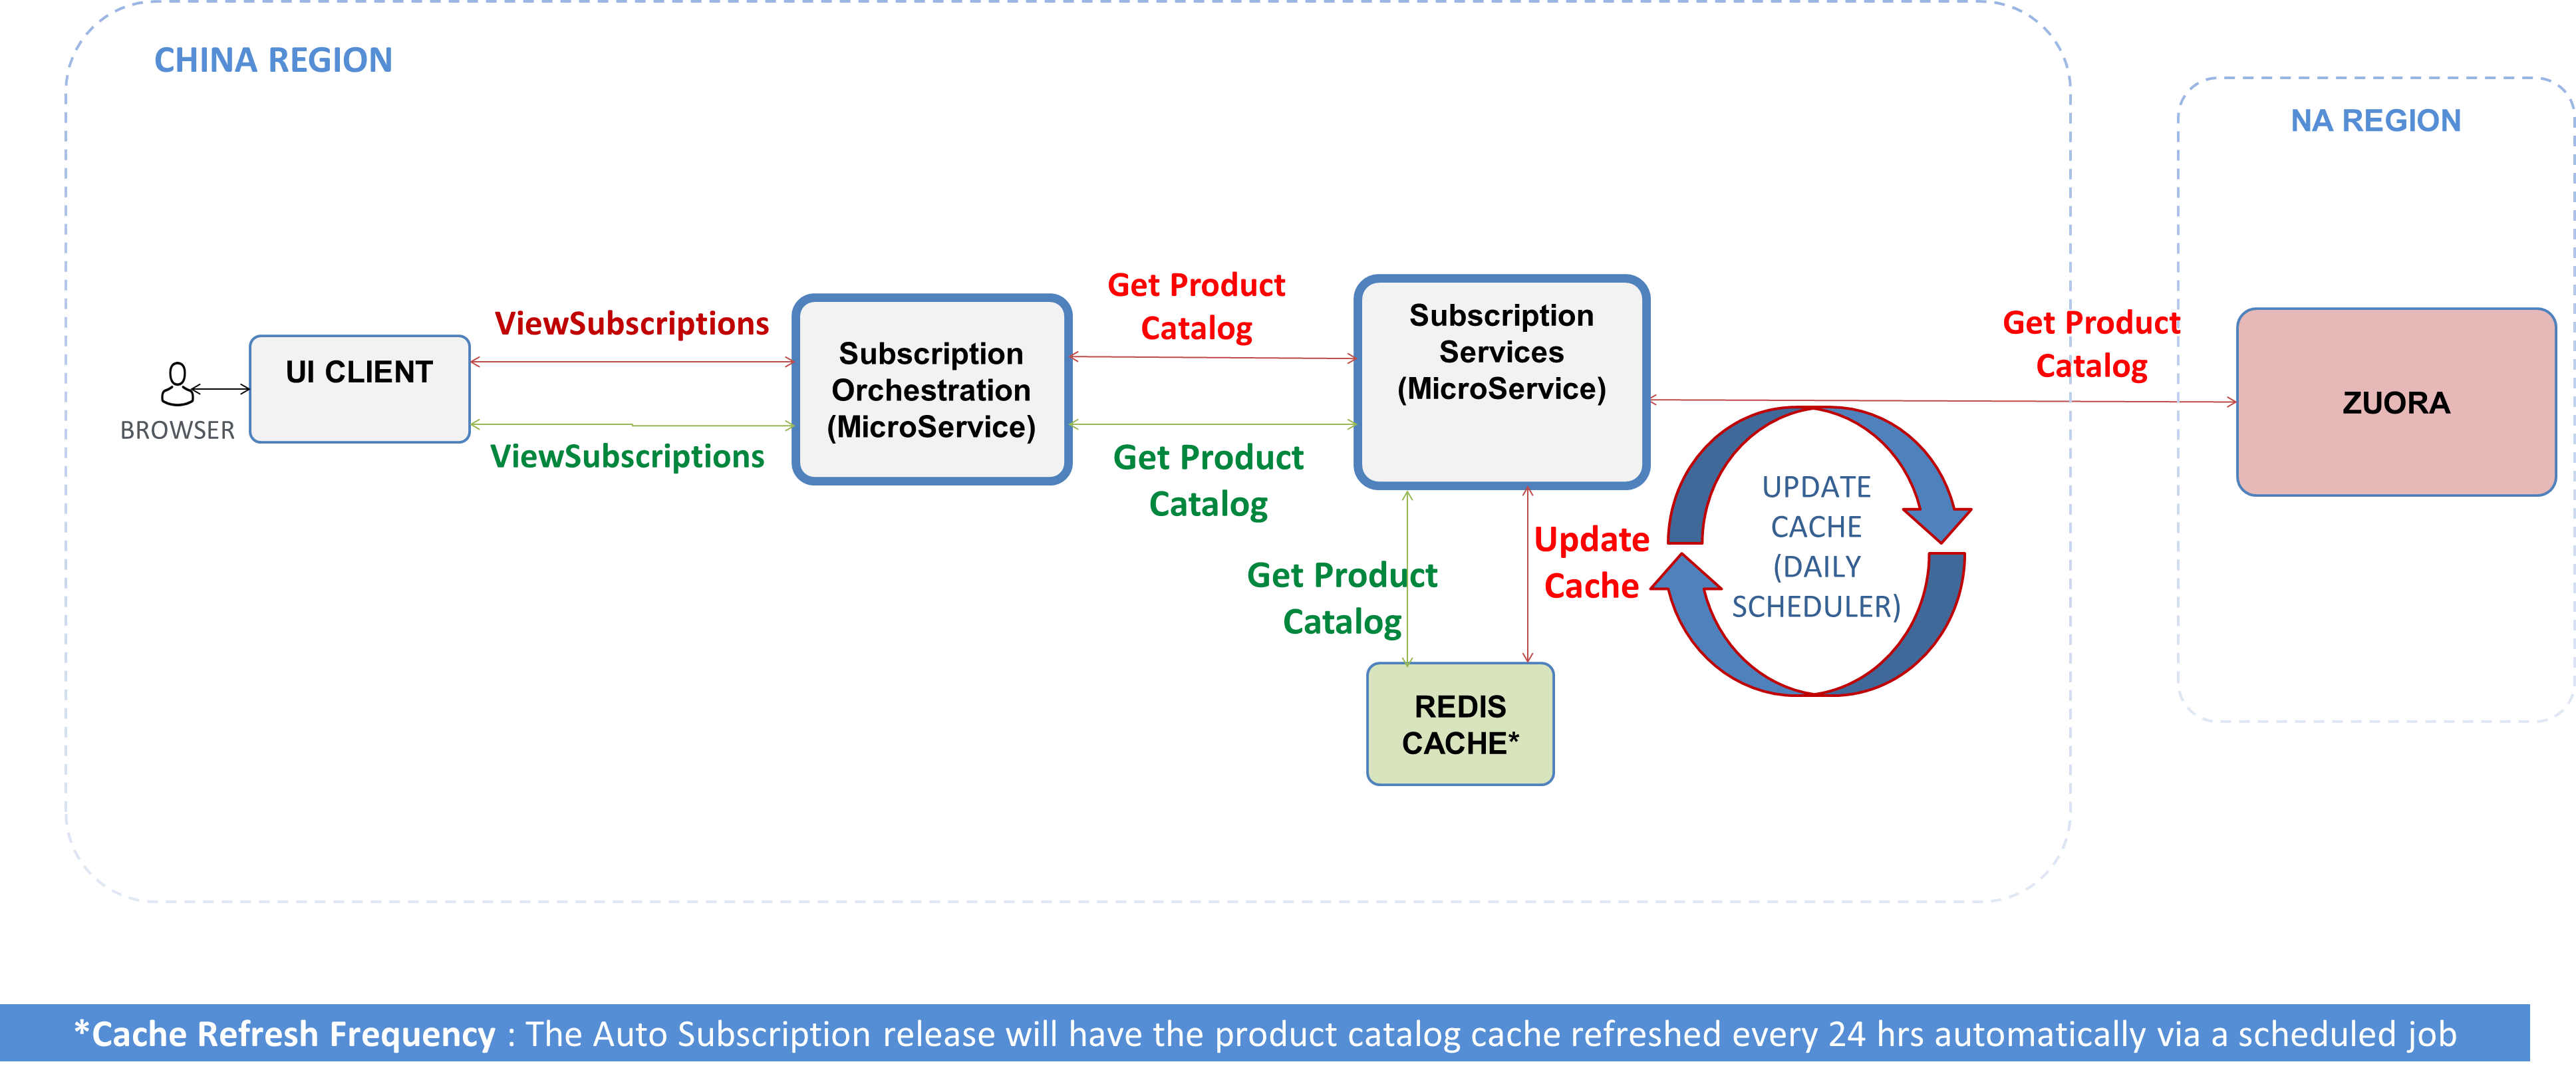 CHINA REGION
NA REGION
BROWSER
UI CLIENT
ViewSubscriptions
ViewSubscriptions
Subscription
Orchestration
(MicroService)
Get Product
Catalog
Get Product
Catalog
Subscription
Services
(MicroService)
Get Product
Catalog
Update
Cache
REDIS
CACHE*
UPDATE
CACHE
(DAILY
SCHEDULER)
Get Product
Catalog
ZUORA
*Cache Refresh Frequency : The Auto Subscription release will have the product catalog cache refreshed every 24 hrs automatically via a scheduled job